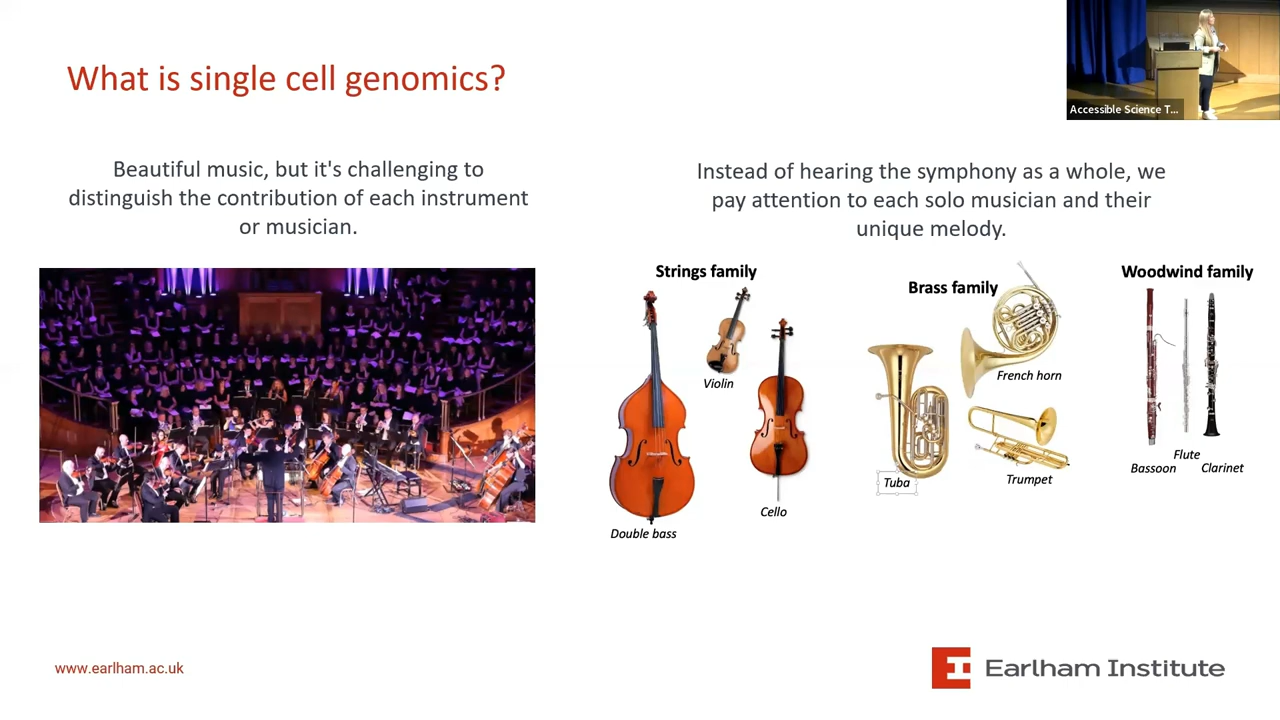 What is single cell genomics?
Accessible Science T...
Beautiful music, but it's challenging to
distinguish the contribution of each instrument
or musician.
Instead of hearing the symphony as a whole, we
pay attention to each solo musician and their
unique melody.
Strings family
Violin
Double bass
Cello
Brass family
French horn
Tuba
Trumpet
Woodwind family
Bassoon
Flute
Clarinet
www.earlham.ac.uk
Earlham Institute